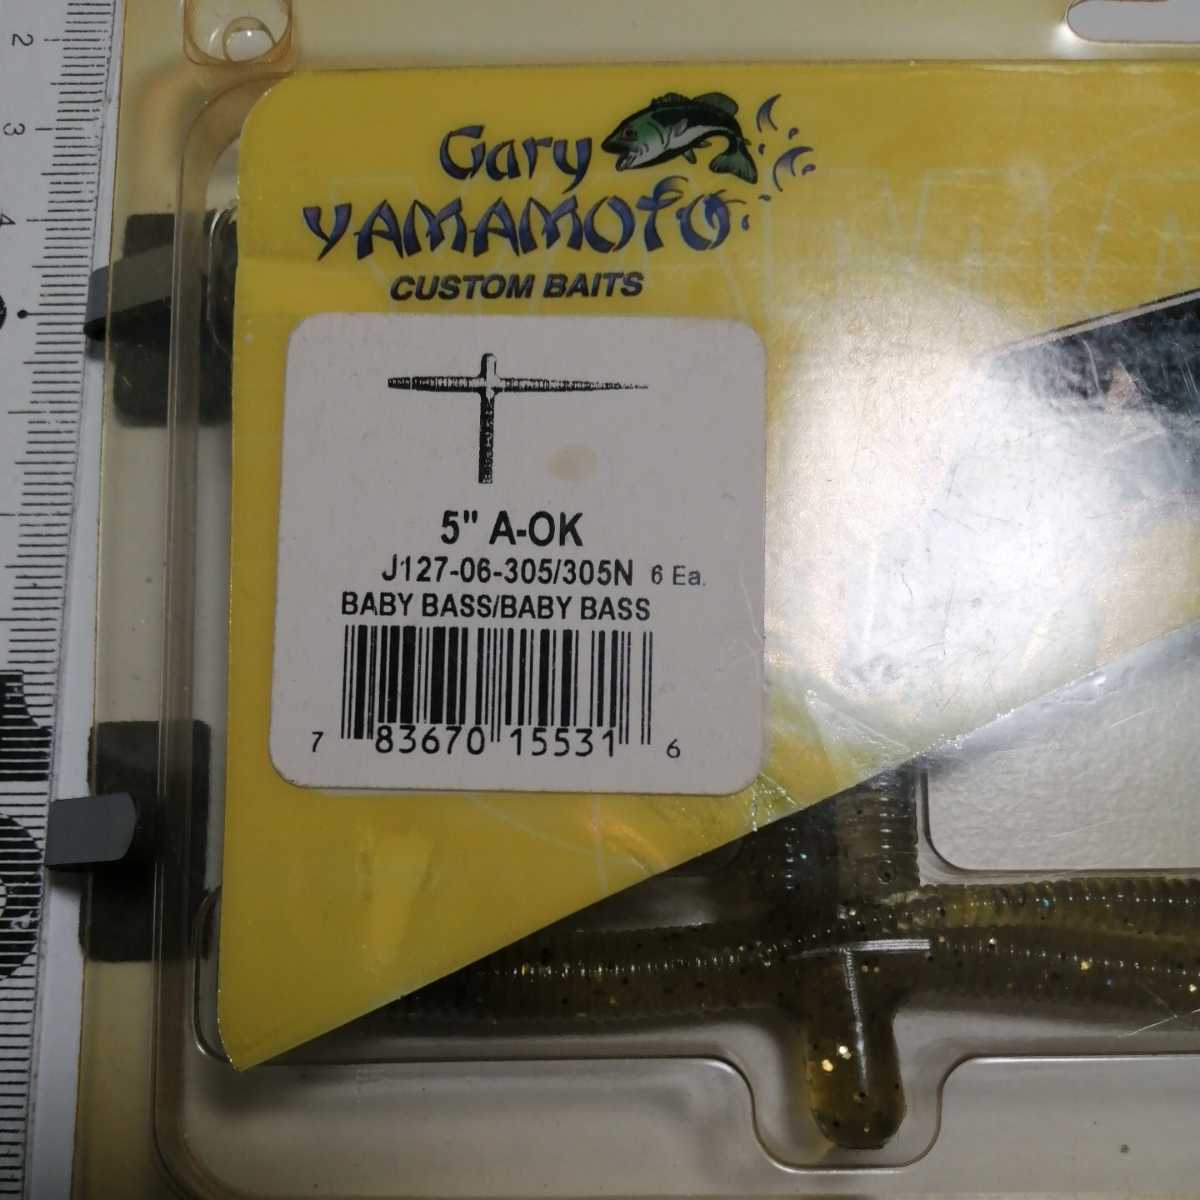 Gary
YAMAMOTO
CUSTOM BAITS
5" A-OK
J127-06-305/305N 6 Ea.
BABY BASS/BABY BASS
7 83670 15531 6
2
3
4